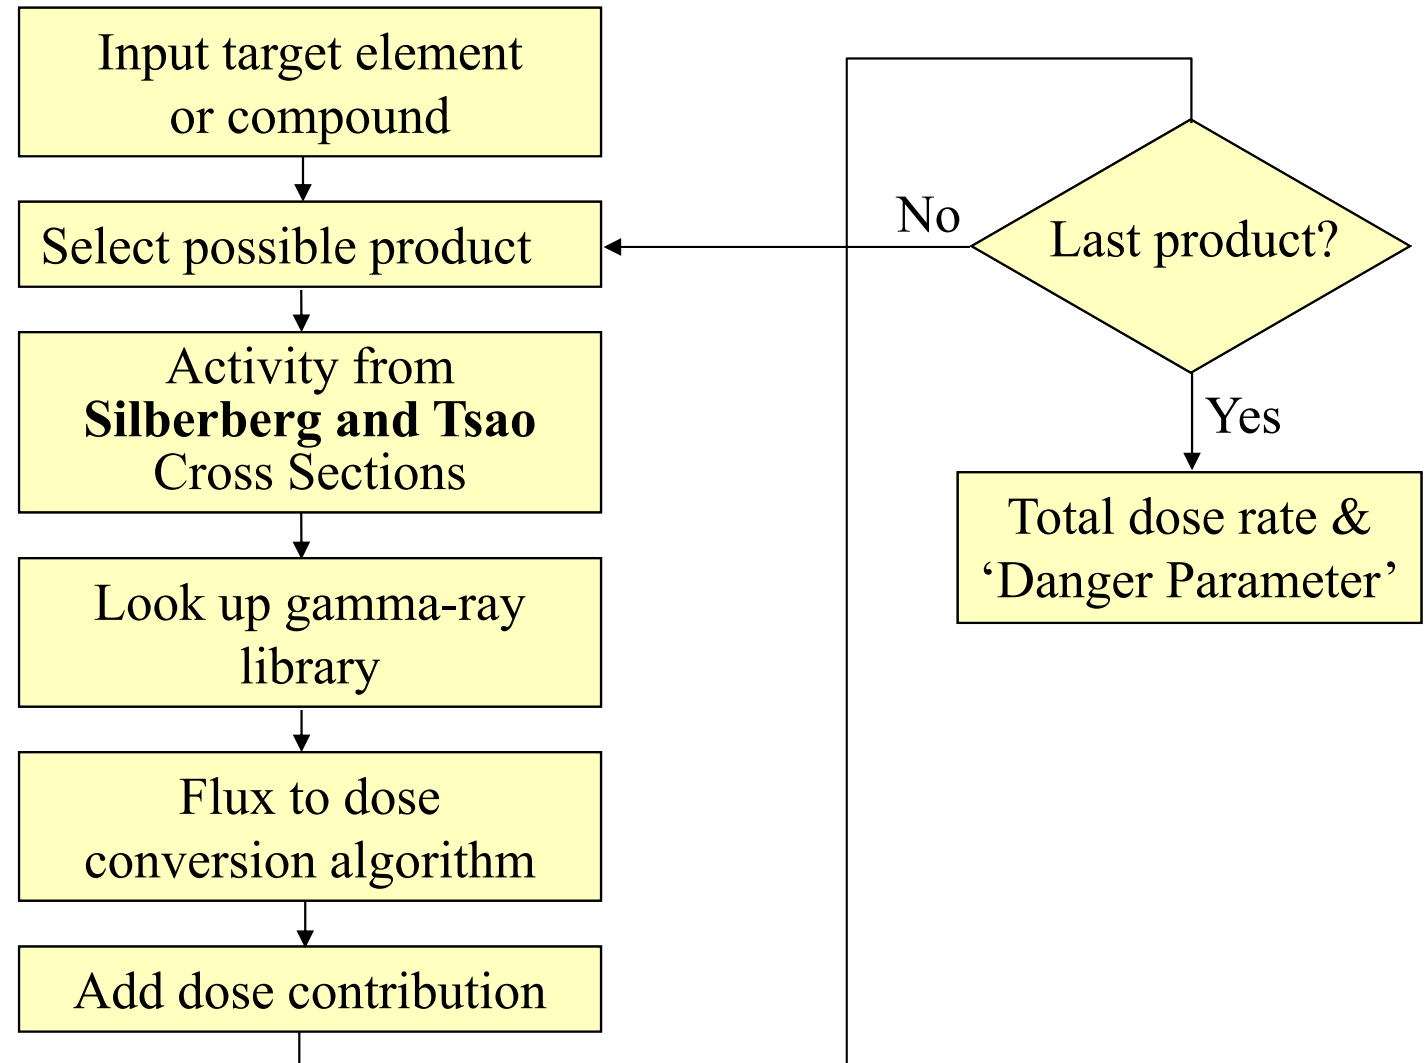 Input target element
or compound
Select possible product
Activity from
Silberberg and Tsao
Cross Sections
Look up gamma-ray
library
Flux to dose
conversion algorithm
Add dose contribution
Last product?
No
Yes
Total dose rate &
‘Danger Parameter’